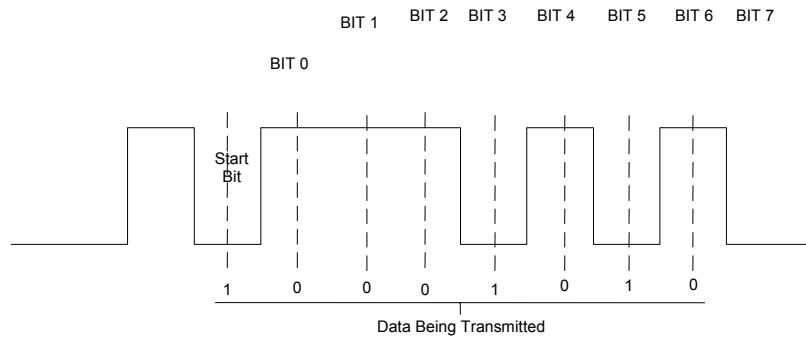 BIT 1 BIT 2 BIT 3 BIT 4 BIT 5 BIT 6 BIT 7
BIT 0
Start
Bit
1 0 0 0 1 0 1 0
Data Being Transmitted